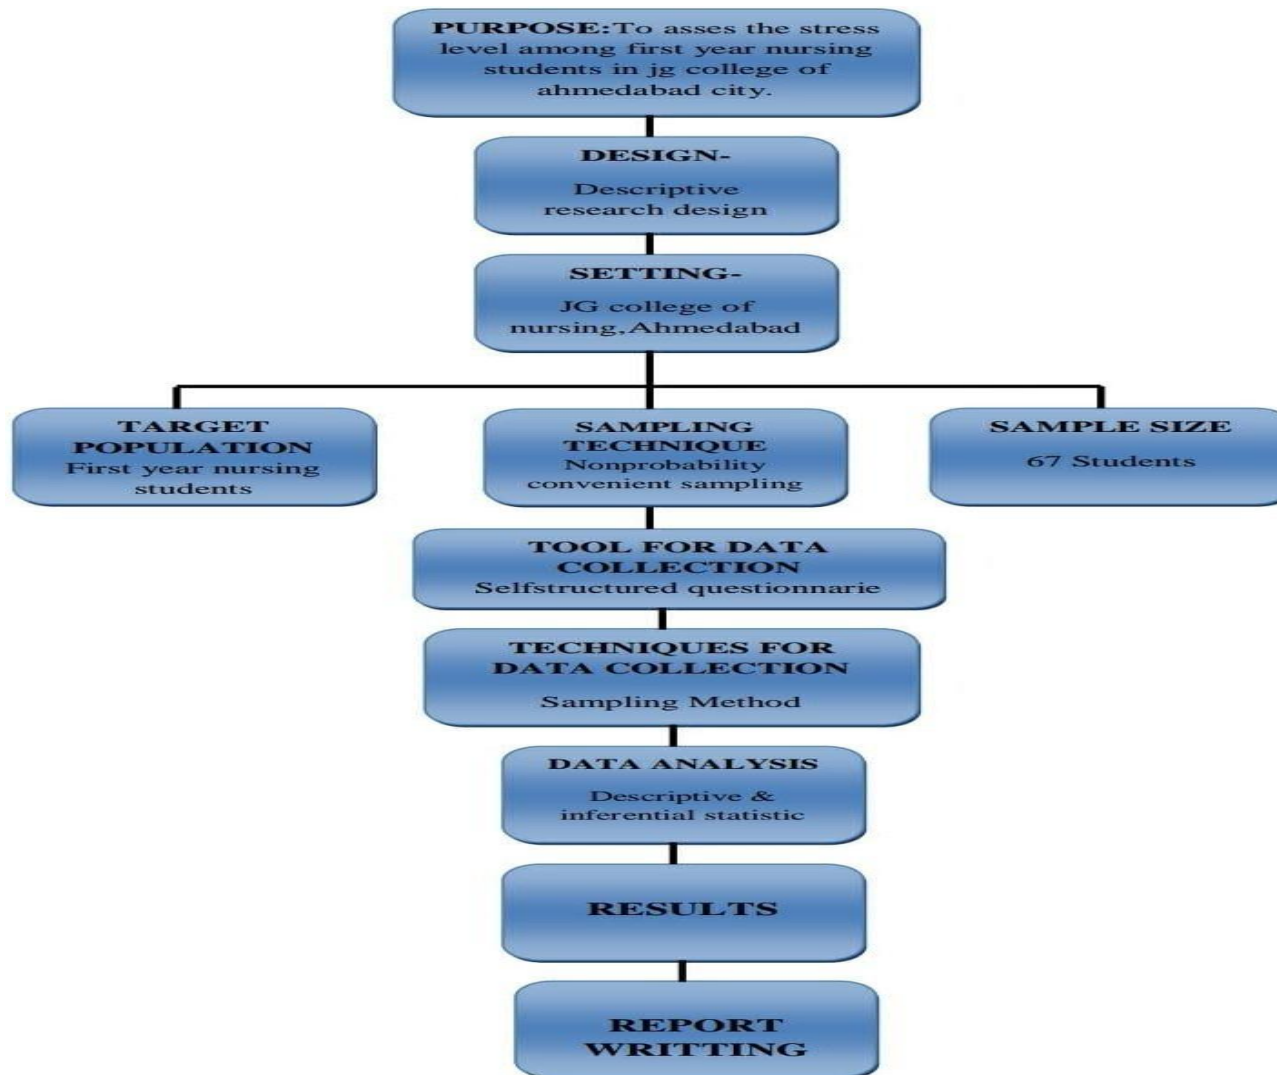 PURPOSE:To asses the stress
level among first year nursing
students in jg college of
ahmedabad city.
DESIGN-
Descriptive
research design
SETTING-
JG college of
nursing,Ahmedabad
TARGET
POPULATION
First year nursing
students
SAMPLING
TECHNIQUE
Nonprobability
convenient sampling
SAMPLE SIZE
67 Students
TOOL FOR DATA
COLLECTION
Selfstructured questionnarie
TECHNIQUES FOR
DATA COLLECTION
Sampling Method
DATA ANALYSIS
Descriptive &
inferential statistic
RESULTS
REPORT
WRITTING